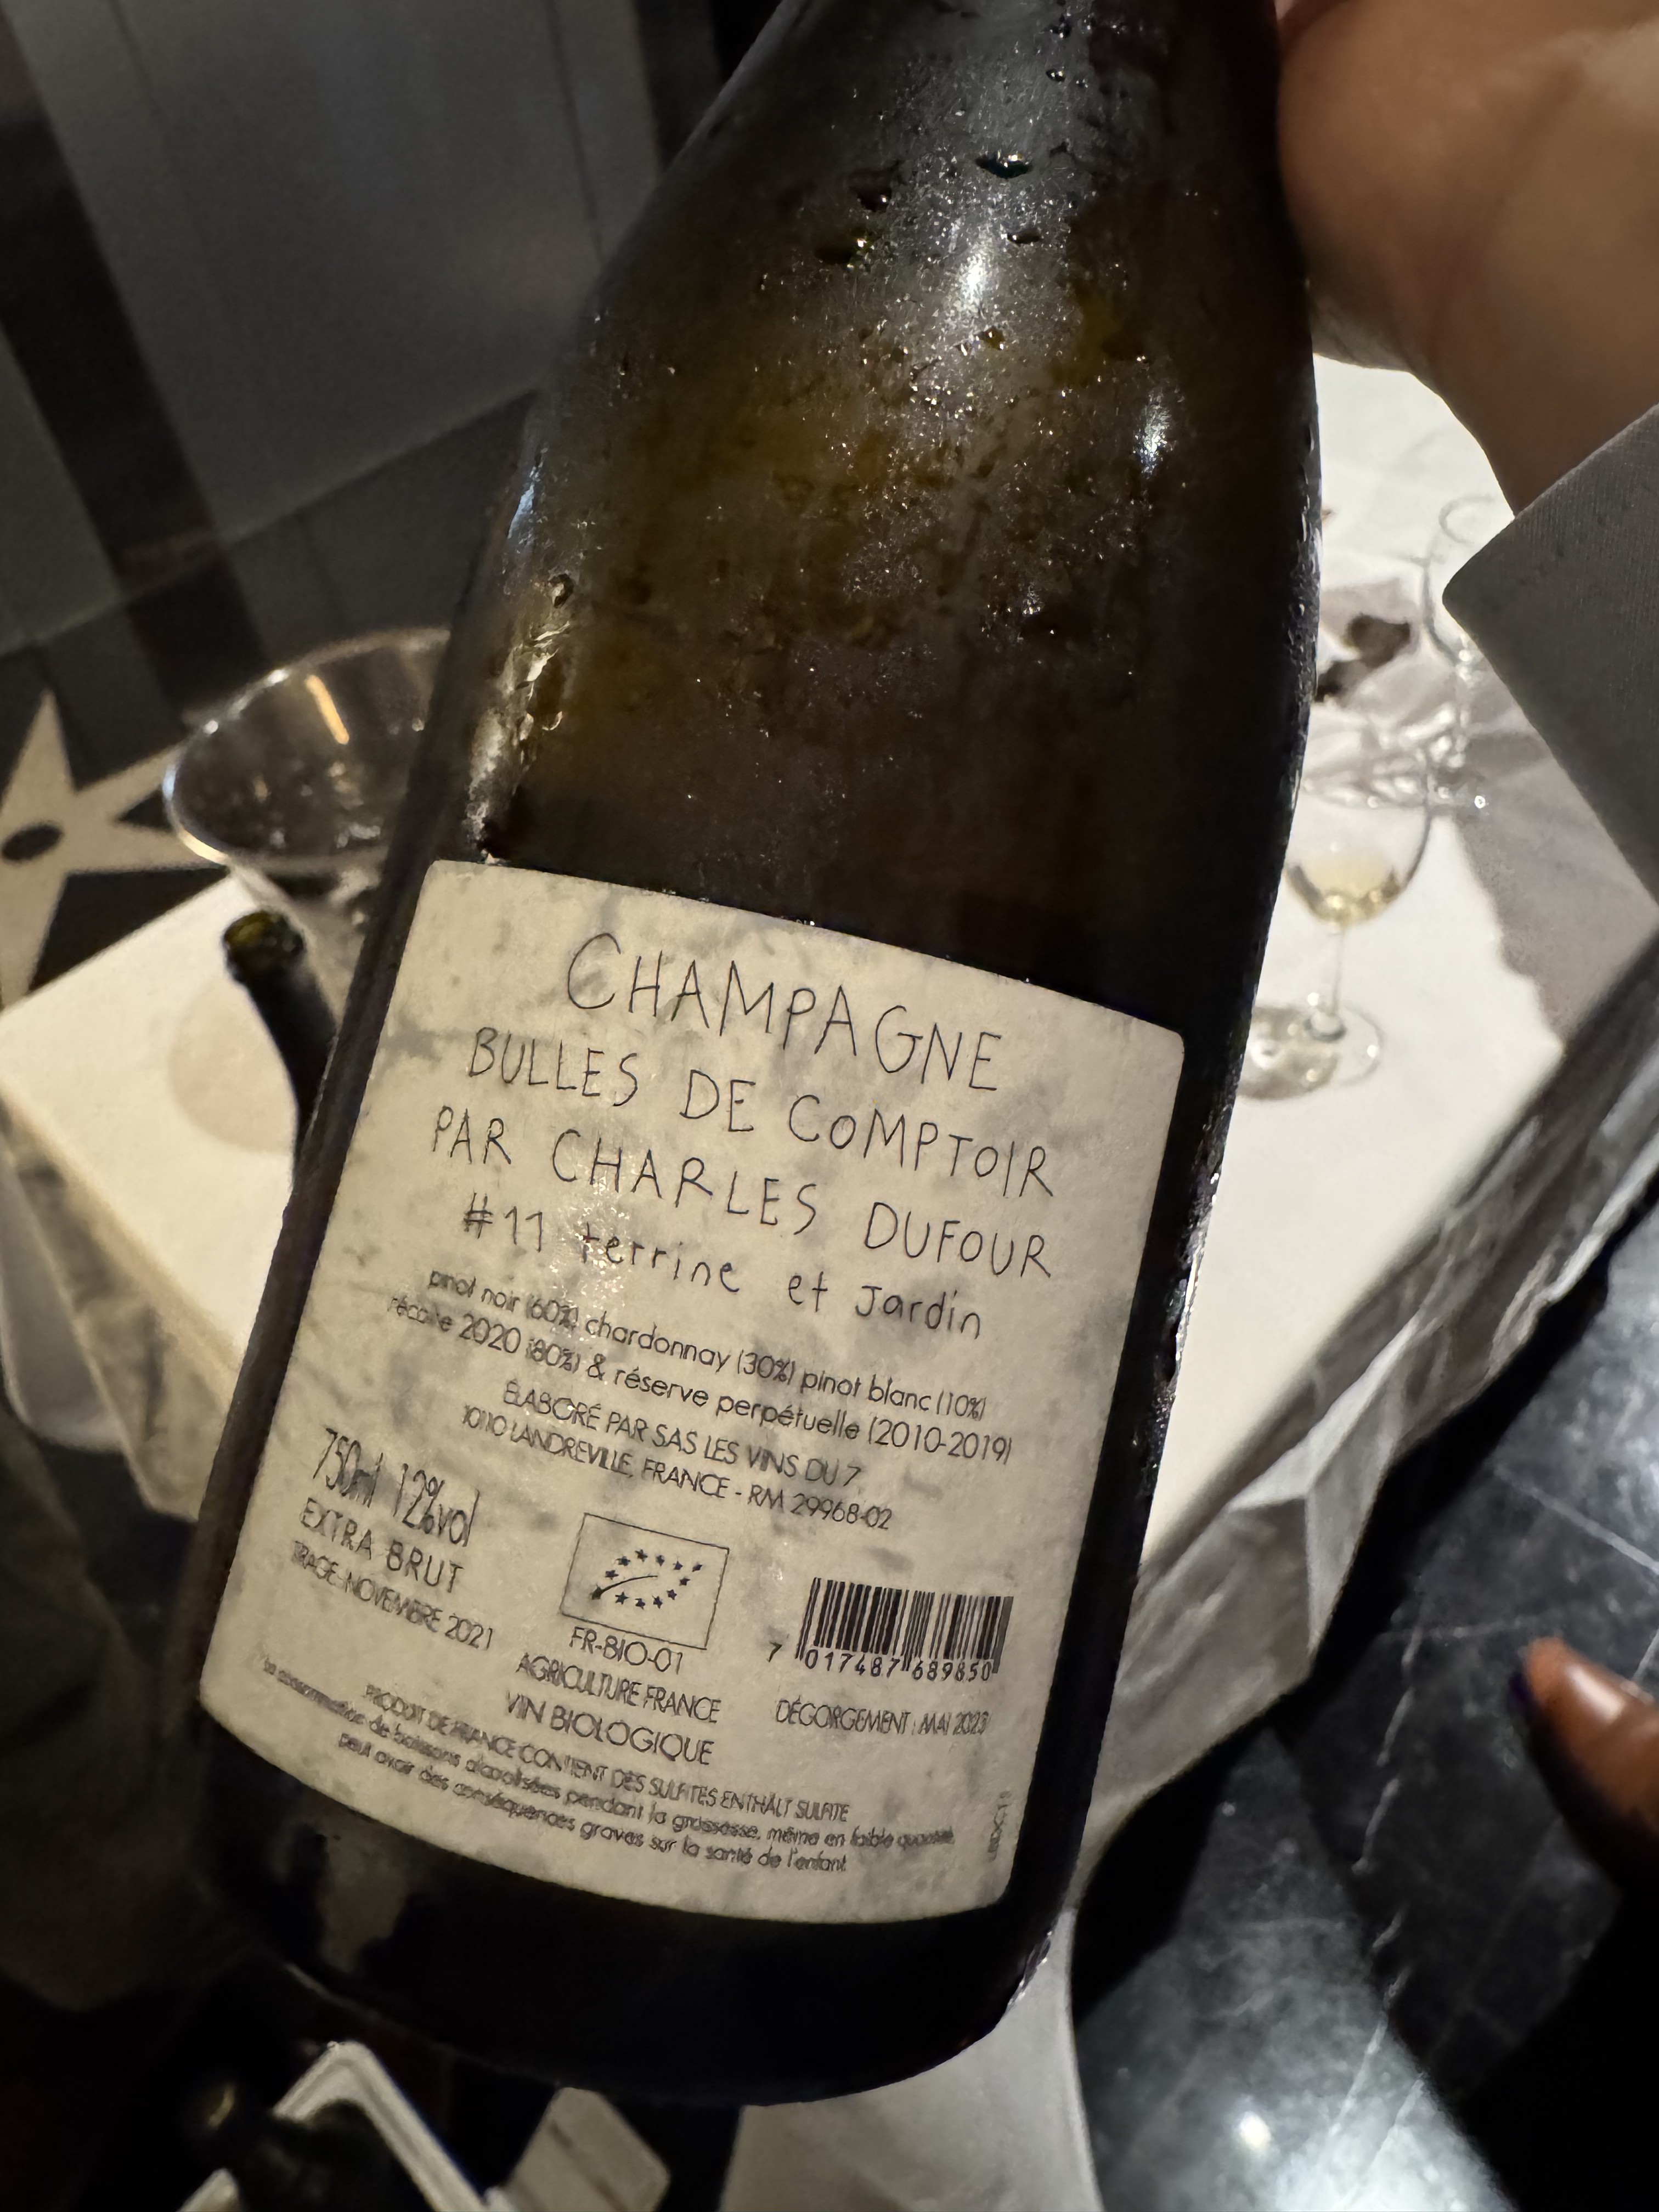 CHAMPAGNE
BULLES DE COMPTOIR
PAR CHARLES DUFOUR
#11 terrine et Jardin
pinot noir (60%) chardonnay (30%) pinot blanc (10%)
récolte 2020 (80%) & réserve perpétuelle (2010-2019)
ÉLABORÉ PAR SAS LES VINS DU 7
10110 LANDREVILLE, FRANCE - RM 29968-02
750ml 12%vol
EXTRA BRUT
TIRAGE: NOVEMBRE 2021
FR-BIO-01
AGRICULTURE FRANCE
VIN BIOLOGIQUE
7 017487 689850
DÉGORGEMENT : MAI 2023
PRODUIT DE FRANCE CONTIENT DES SULFITES ENTHÄLT SULFITE
La consommation de boissons alcoolisées pendant la grossesse, même en faible quantité,
peut avoir des conséquences graves sur la santé de l'enfant